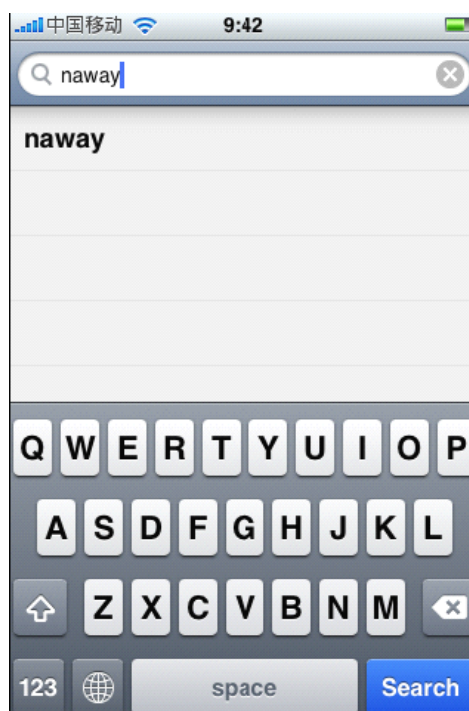 中国移动 9:42
naway
naway
Q W E R T Y U I O P
A S D F G H J K L
Z X C V B N M
123 space Search